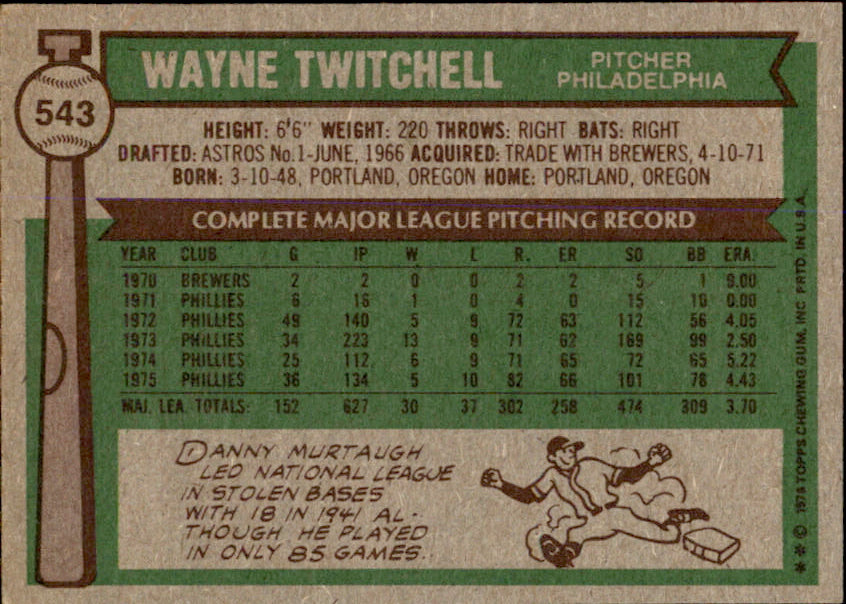 543
WAYNE TWITCHELL
PITCHER
PHILADELPHIA
HEIGHT: 6'6" WEIGHT: 220 THROWS: RIGHT BATS: RIGHT
DRAFTED: ASTROS No.1-JUNE, 1966 ACQUIRED: TRADE WITH BREWERS, 4-10-71
BORN: 3-10-48, PORTLAND, OREGON HOME: PORTLAND, OREGON
COMPLETE MAJOR LEAGUE PITCHING RECORD
YEAR CLUB G IP W L R. ER SO BB ERA.
1970 BREWERS 2 2 0 0 2 2 5 1 9.00
1971 PHILLIES 6 16 1 0 4 0 15 10 0.00
1972 PHILLIES 49 140 5 9 72 63 112 56 4.05
1973 PHILLIES 34 223 13 9 71 62 169 99 2.50
1974 PHILLIES 25 112 6 9 71 65 72 65 5.22
1975 PHILLIES 36 134 5 10 82 66 101 78 4.43
MAJ. LEA. TOTALS: 152 627 30 37 302 258 474 309 3.70
DANNY MURTAUGH
LED NATIONAL LEAGUE
IN STOLEN BASES
WITH 18 IN 1941 AL-
THOUGH HE PLAYED
IN ONLY 85 GAMES.
** © 1976 TOPPS CHEWING GUM, INC. PRTD. IN U.S.A.